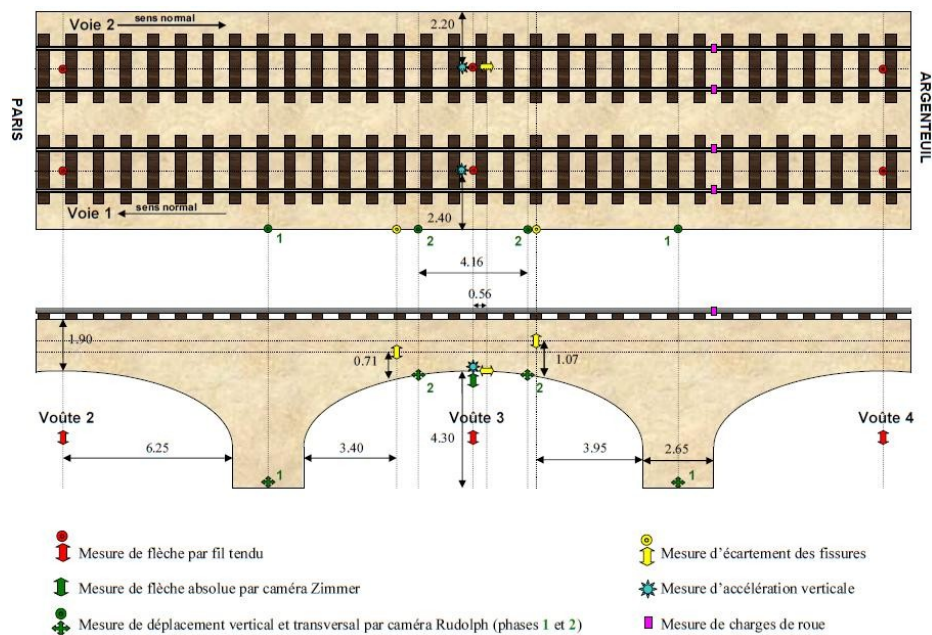 Voie 2 sens normal
2.20
PARIS
ARGENTEUIL
Voie 1 sens normal
2.40
1
2
2
1
4.16
0.56
1.90
0.71
1.07
2
2
Voûte 2
Voûte 3
Voûte 4
4.30
6.25
3.40
3.95
2.65
1
1
Mesure de flèche par fil tendu
Mesure d'écartement des fissures
Mesure de flèche absolue par caméra Zimmer
Mesure d'accélération verticale
Mesure de déplacement vertical et transversal par caméra Rudolph (phases 1 et 2)
Mesure de charges de roue